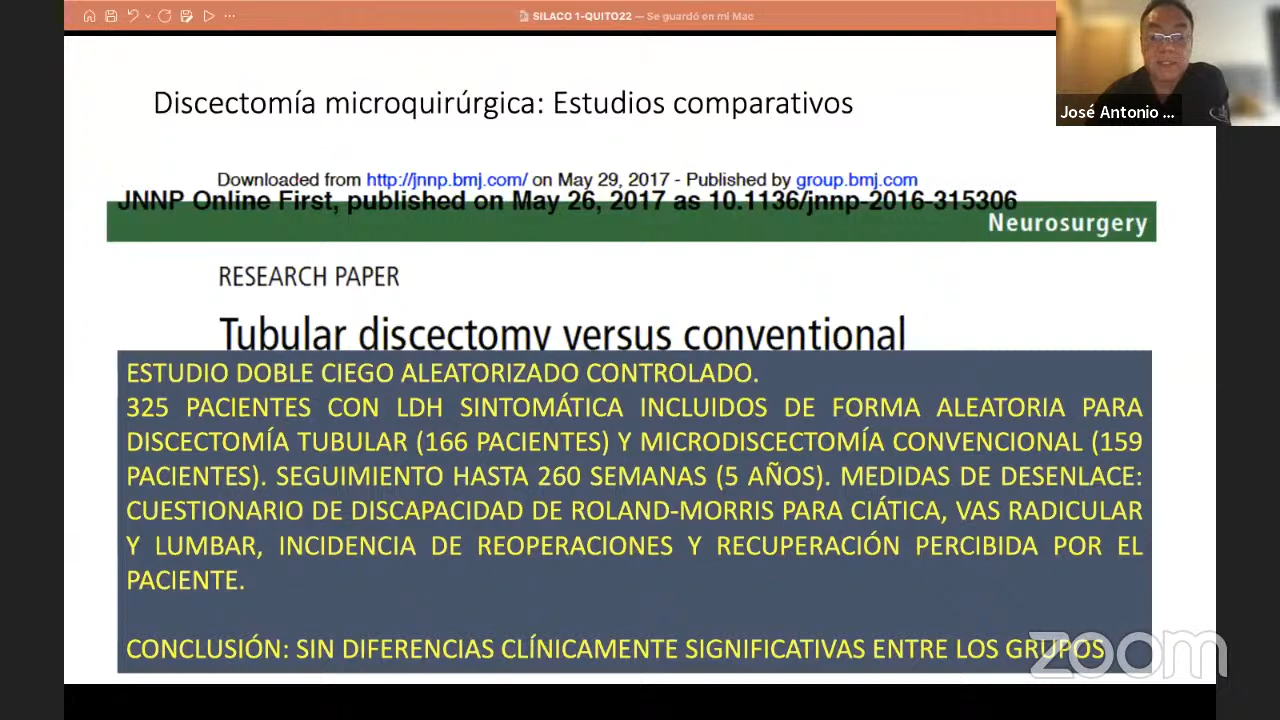 SILACO 1-QUITO22 — Se guardó en mi Mac
José Antonio ...
Discectomía microquirúrgica: Estudios comparativos
Downloaded from http://jnnp.bmj.com/ on May 29, 2017 - Published by group.bmj.com
JNNP Online First, published on May 26, 2017 as 10.1136/jnnp-2016-315306
Neurosurgery
RESEARCH PAPER
Tubular discectomy versus conventional
ESTUDIO DOBLE CIEGO ALEATORIZADO CONTROLADO.
325 PACIENTES CON LDH SINTOMÁTICA INCLUIDOS DE FORMA ALEATORIA PARA
DISCECTOMÍA TUBULAR (166 PACIENTES) Y MICRODISCECTOMÍA CONVENCIONAL (159
PACIENTES). SEGUIMIENTO HASTA 260 SEMANAS (5 AÑOS). MEDIDAS DE DESENLACE:
CUESTIONARIO DE DISCAPACIDAD DE ROLAND-MORRIS PARA CIÁTICA, VAS RADICULAR
Y LUMBAR, INCIDENCIA DE REOPERACIONES Y RECUPERACIÓN PERCIBIDA POR EL
PACIENTE.
CONCLUSIÓN: SIN DIFERENCIAS CLÍNICAMENTE SIGNIFICATIVAS ENTRE LOS GRUPOS
zoom